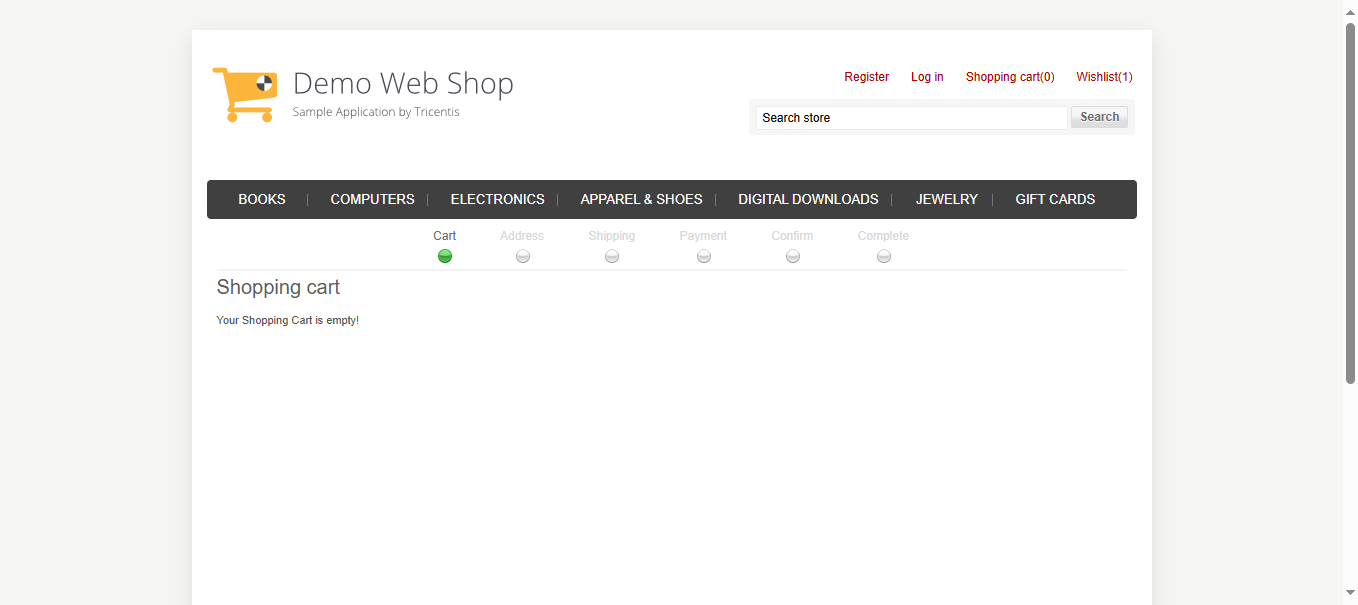 Demo Web Shop
Sample Application by Tricentis
Register Log in Shopping cart(0) Wishlist(1)
Search store Search
BOOKS COMPUTERS ELECTRONICS APPAREL & SHOES DIGITAL DOWNLOADS JEWELRY GIFT CARDS
Cart Address Shipping Payment Confirm Complete
Shopping cart
Your Shopping Cart is empty!